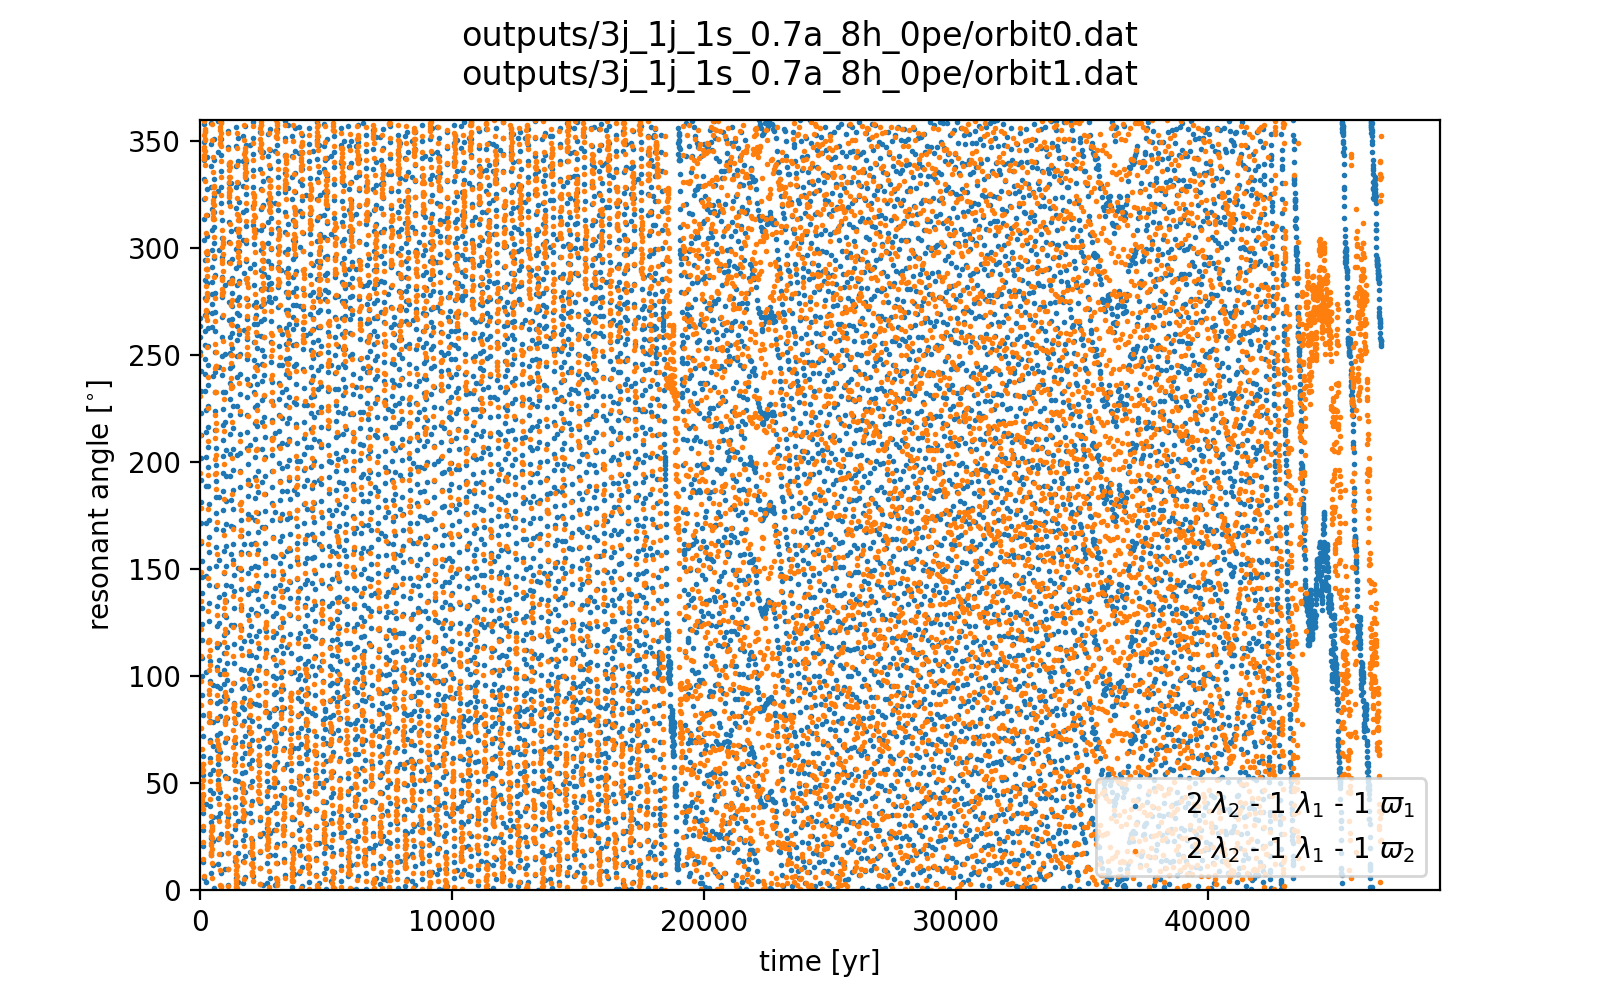 outputs/3j_1j_1s_0.7a_8h_0pe/orbit0.dat
outputs/3j_1j_1s_0.7a_8h_0pe/orbit1.dat
350
300
250
200
150
100
50
0
resonant angle [°]
2 λ₂ - 1 λ₁ - 1 ϖ₁
2 λ₂ - 1 λ₁ - 1 ϖ₂
0 10000 20000 30000 40000
time [yr]